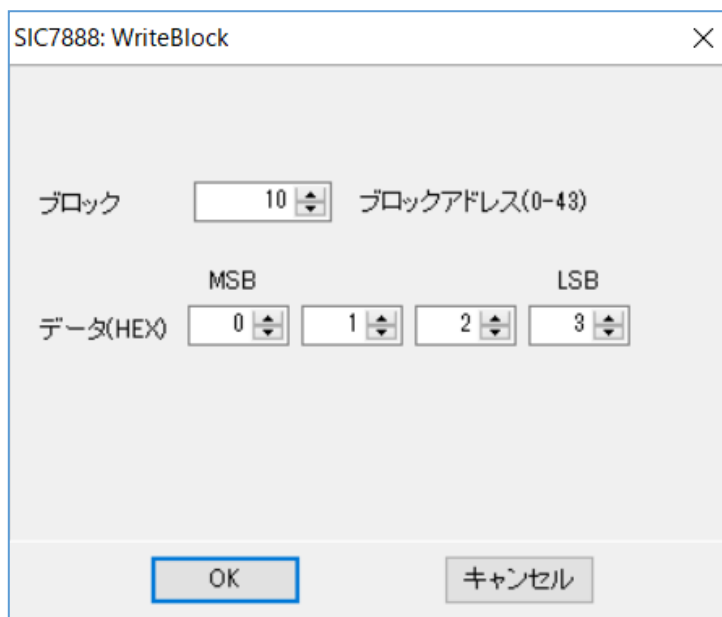 SIC7888: WriteBlock
ブロック 10 ブロックアドレス(0-43)
MSB LSB
データ(HEX) 0 1 2 3
OK キャンセル